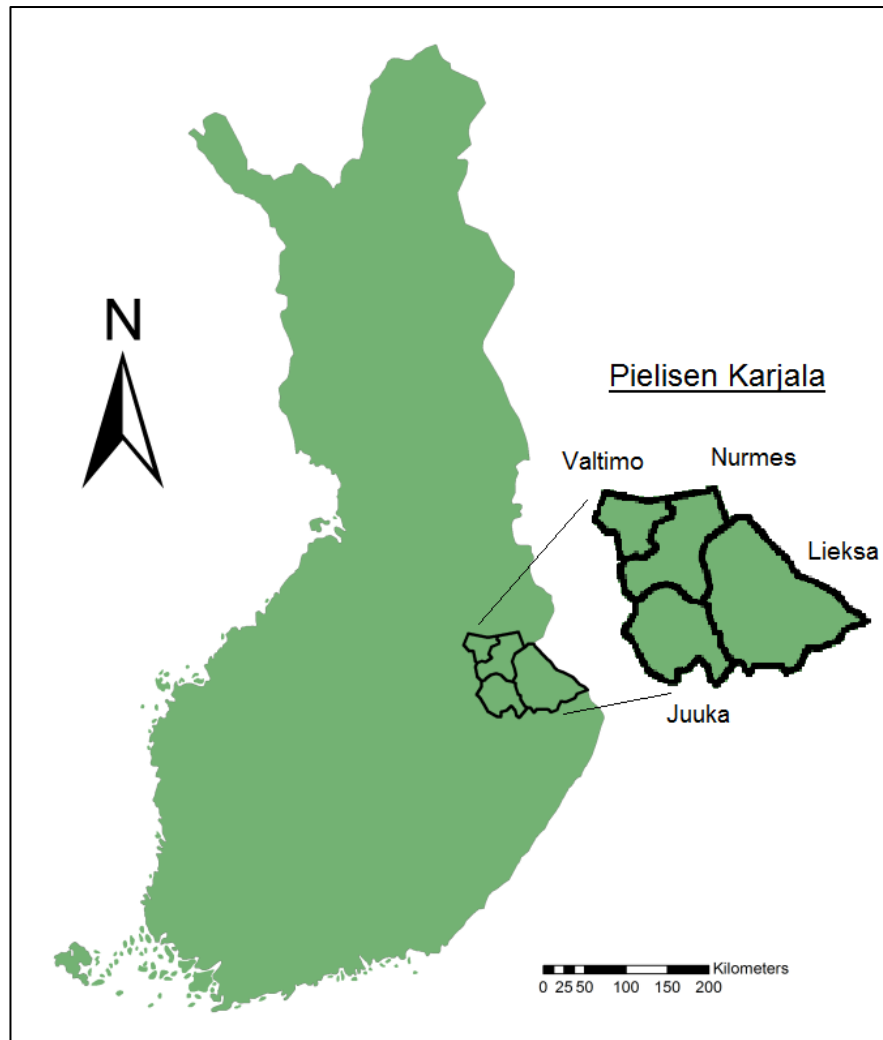 N
Pielisen Karjala
Valtimo
Nurmes
Lieksa
Juuka
Kilometers
0 25 50 100 150 200